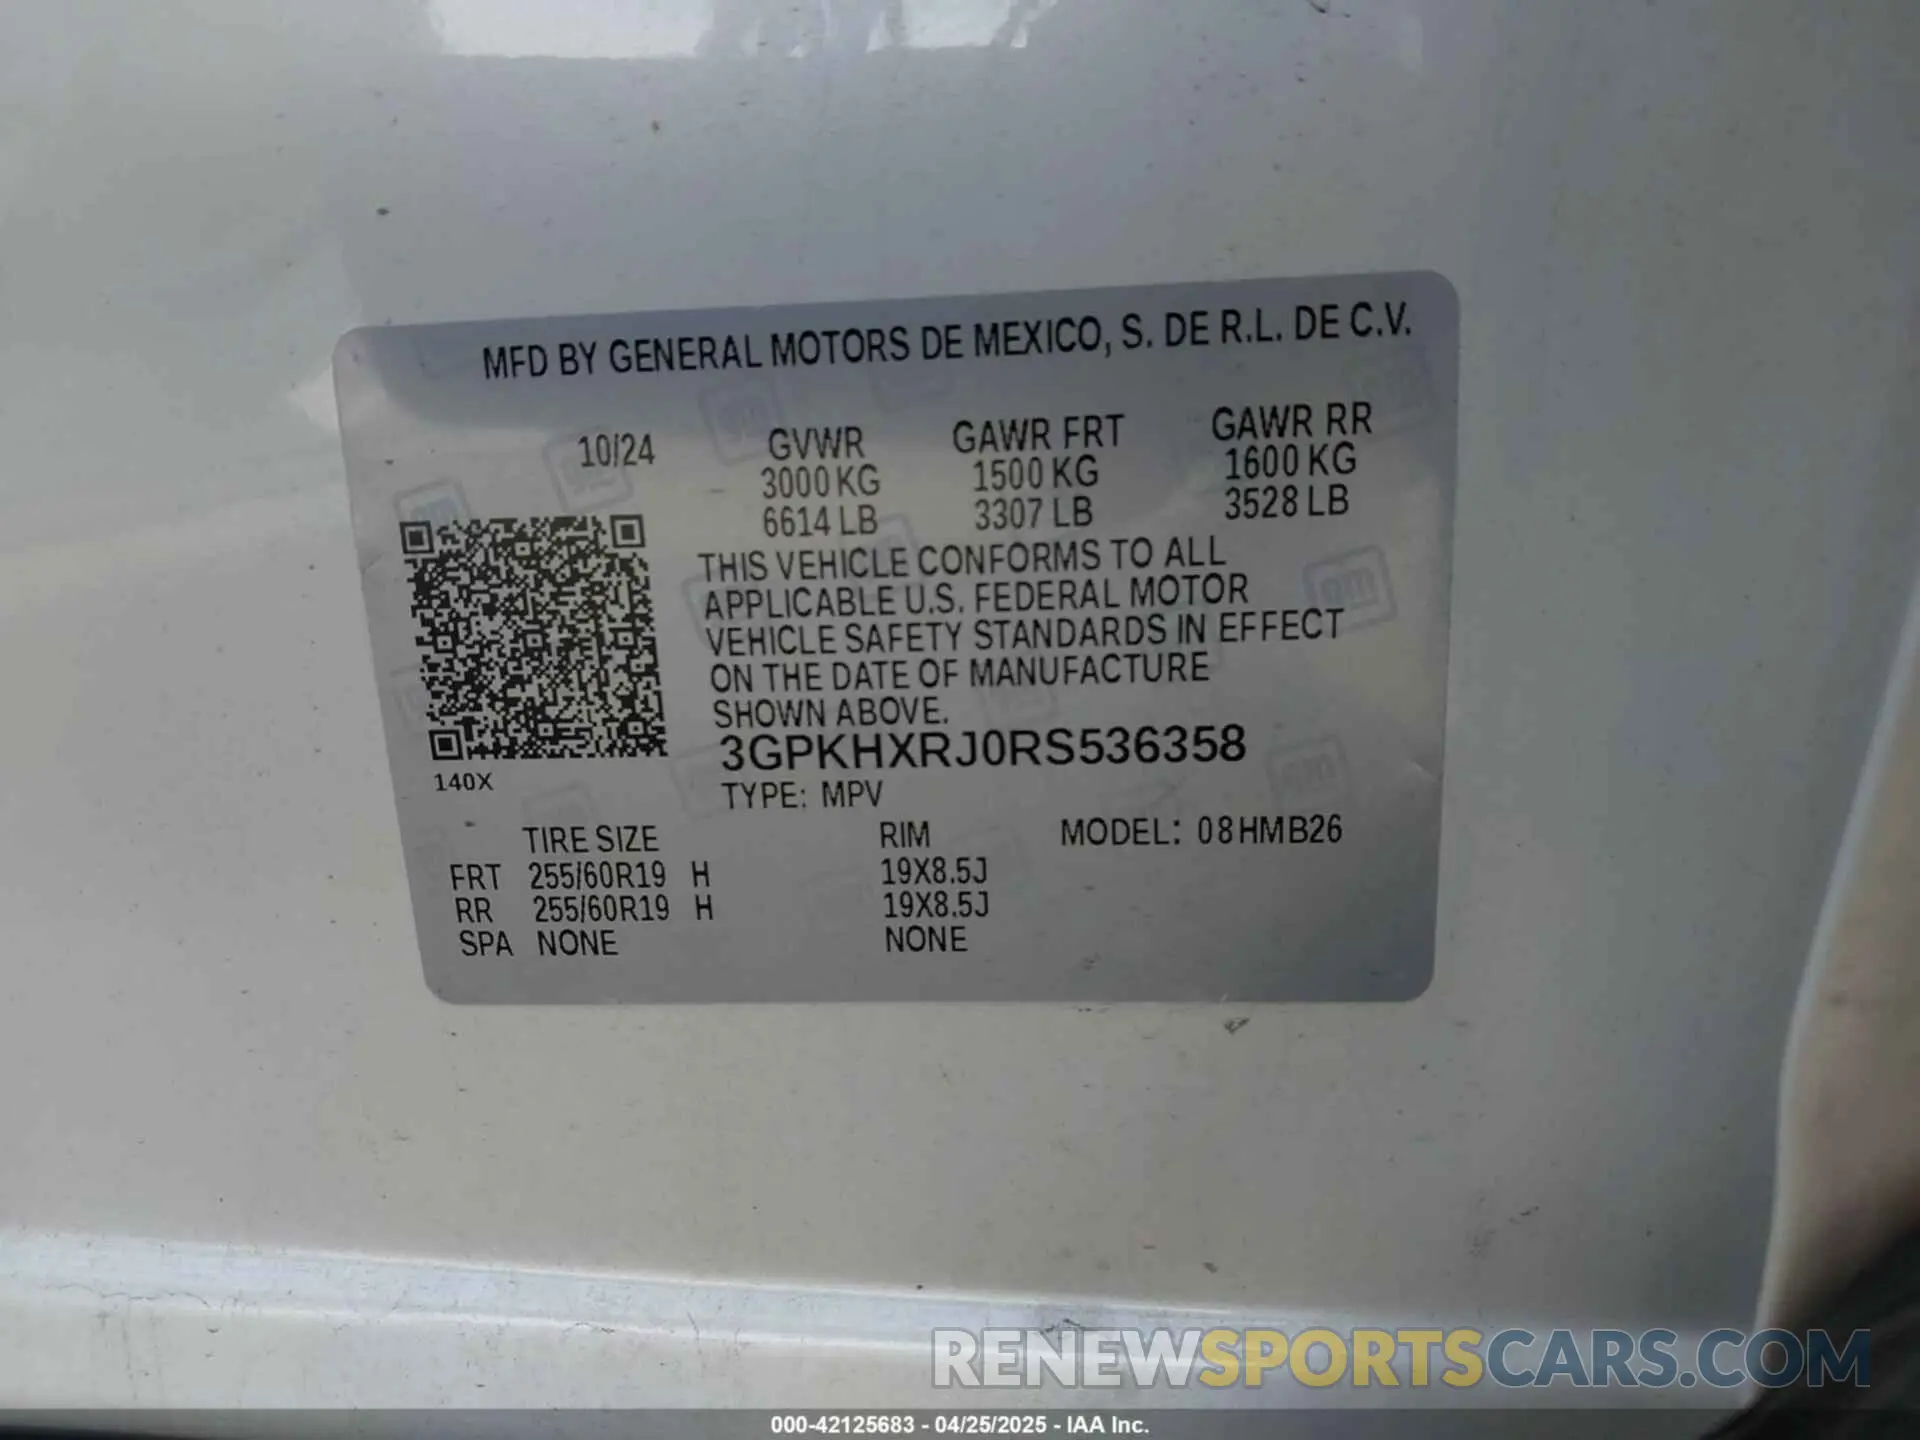 MFD BY GENERAL MOTORS DE MEXICO, S. DE R.L. DE C.V.
10/24 GVWR GAWR FRT GAWR RR
3000 KG 1500 KG 1600 KG
6614 LB 3307 LB 3528 LB
THIS VEHICLE CONFORMS TO ALL
APPLICABLE U.S. FEDERAL MOTOR
VEHICLE SAFETY STANDARDS IN EFFECT
ON THE DATE OF MANUFACTURE
SHOWN ABOVE.
3GPKHXRJ0RS536358
140X
TYPE: MPV
TIRE SIZE RIM MODEL: 08HMB26
FRT 255/60R19 H 19X8.5J
RR 255/60R19 H 19X8.5J
SPA NONE NONE
gm
gm
RENEWSPORTSCARS.COM
000-42125683 - 04/25/2025 - IAA Inc.